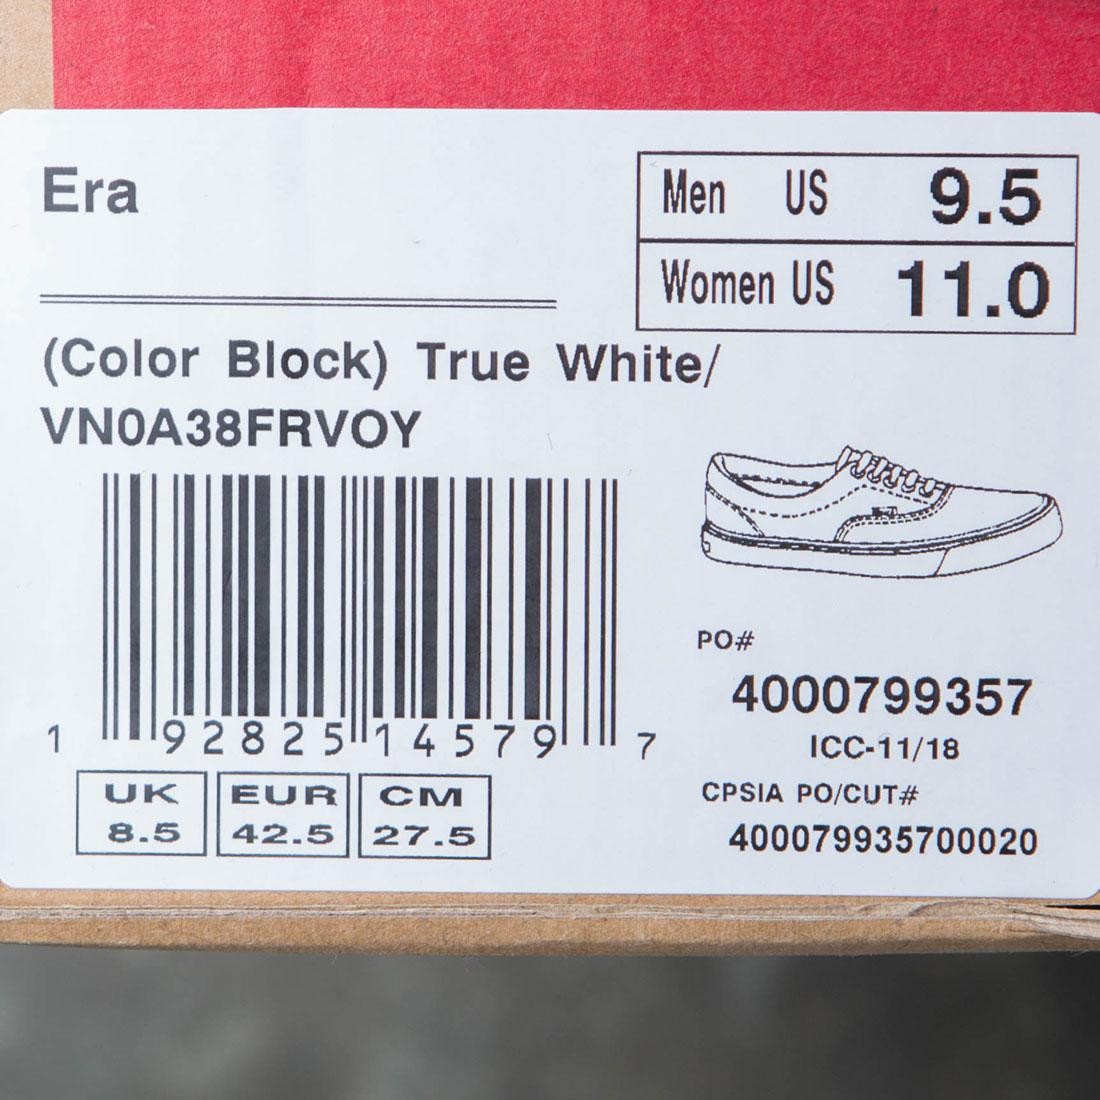 Era
Men US 9.5
Women US 11.0
(Color Block) True White/
VN0A38FRVOY
1 92825 14579 7
UK
8.5
EUR
42.5
CM
27.5
PO#
4000799357
ICC-11/18
CPSIA PO/CUT#
400079935700020